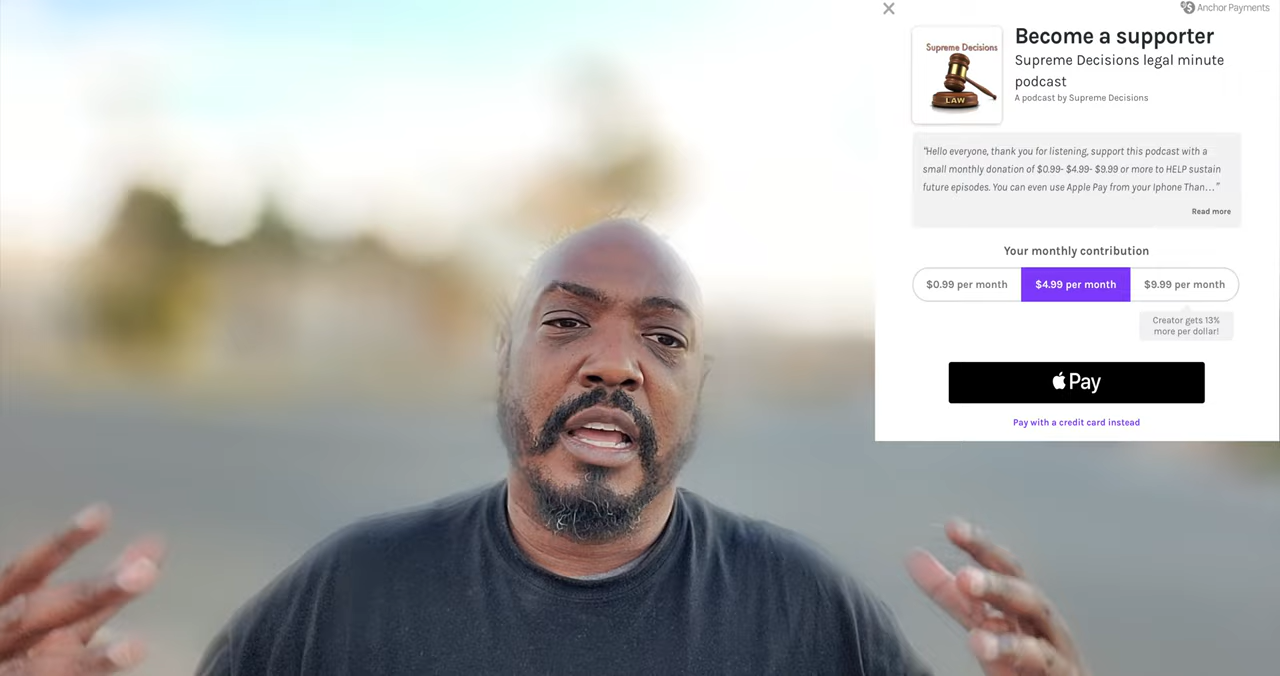 Anchor Payments
Become a supporter
Supreme Decisions legal minute
podcast
A podcast by Supreme Decisions
Supreme Decisions
LAW
"Hello everyone, thank you for listening, support this podcast with a
small monthly donation of $0.99- $4.99- $9.99 or more to HELP sustain
future episodes. You can even use Apple Pay from your Iphone Than…"
Read more
Your monthly contribution
$0.99 per month
$4.99 per month
$9.99 per month
Creator gets 13%
more per dollar!
Pay
Pay with a credit card instead